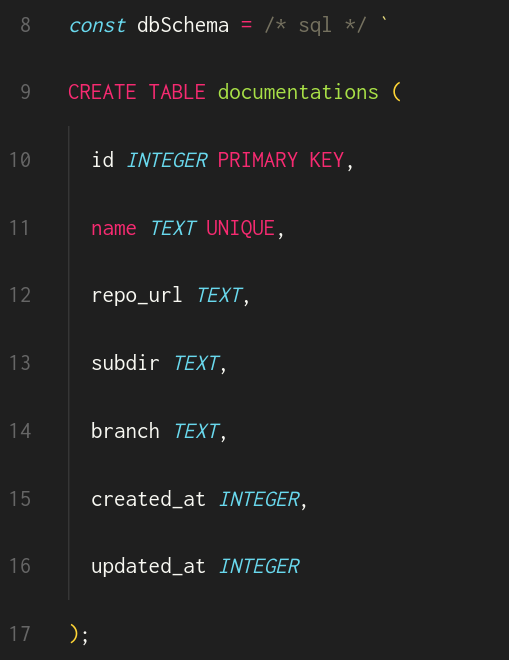 8 const dbSchema = /* sql */ `
9 CREATE TABLE documentations (
10 id INTEGER PRIMARY KEY,
11 name TEXT UNIQUE,
12 repo_url TEXT,
13 subdir TEXT,
14 branch TEXT,
15 created_at INTEGER,
16 updated_at INTEGER
17 );